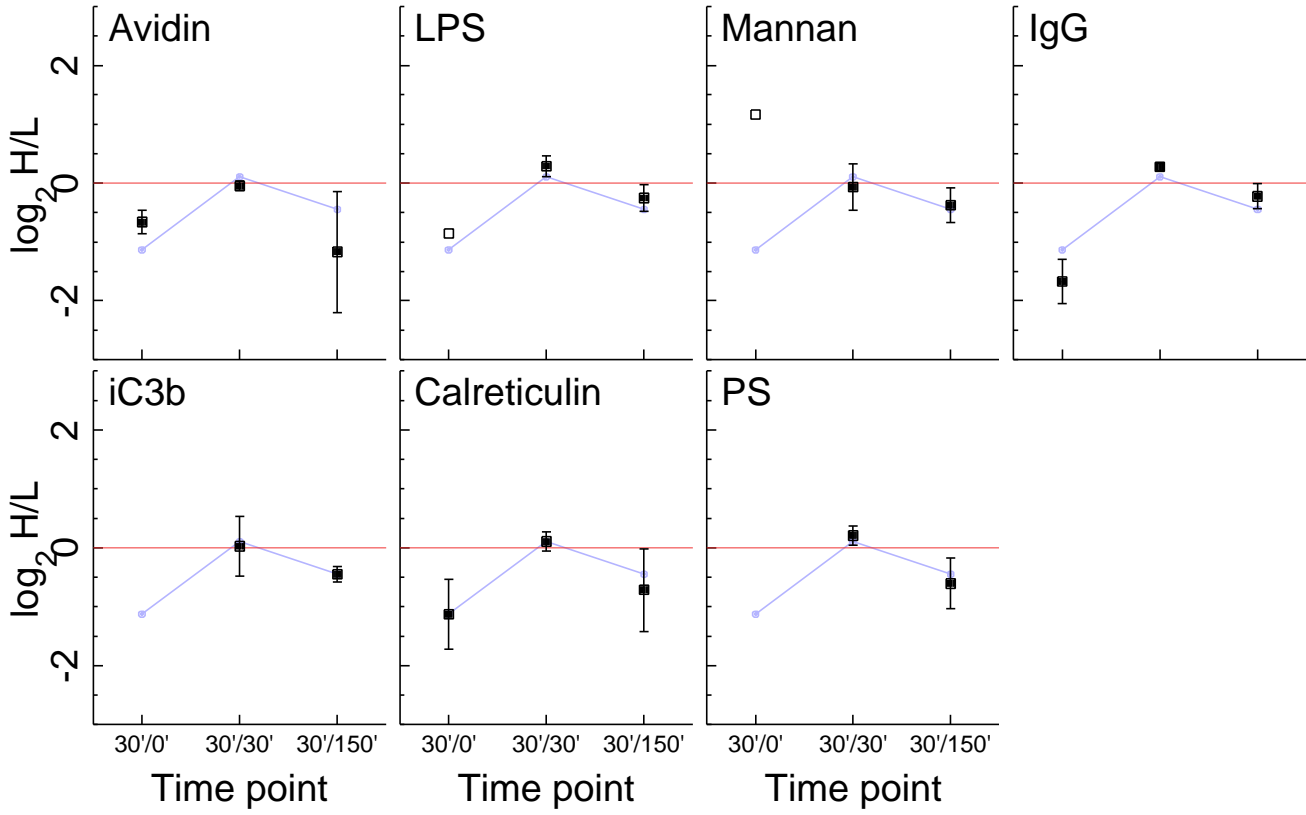 Avidin LPS Mannan IgG
2
0
-2
log2 H/L
iC3b Calreticulin PS
2
0
-2
log2 H/L
30'/0' 30'/30' 30'/150' 30'/0' 30'/30' 30'/150' 30'/0' 30'/30' 30'/150'
Time point Time point Time point